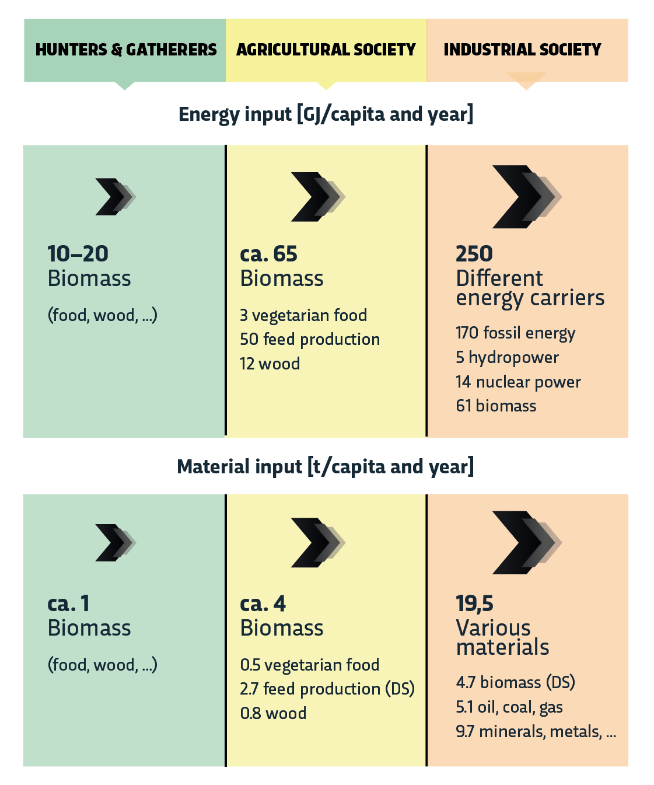 HUNTERS & GATHERERS
AGRICULTURAL SOCIETY
INDUSTRIAL SOCIETY
Energy input [GJ/capita and year]
10–20
Biomass
(food, wood, ...)
ca. 65
Biomass
3 vegetarian food
50 feed production
12 wood
250
Different
energy carriers
170 fossil energy
5 hydropower
14 nuclear power
61 biomass
Material input [t/capita and year]
ca. 1
Biomass
(food, wood, ...)
ca. 4
Biomass
0.5 vegetarian food
2.7 feed production (DS)
0.8 wood
19,5
Various
materials
4.7 biomass (DS)
5.1 oil, coal, gas
9.7 minerals, metals, ...